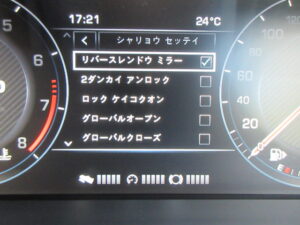 17:21 24°C
シャリョウ セッテイ
リバースレンドウ ミラー
2ダンカイ アンロック
ロック ケイコクオン
グローバルオープン
グローバルクローズ
5
6
7
8
100
80
60
40
20
E